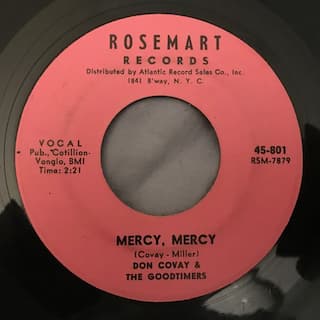 ROSEMART
RECORDS
Distributed by Atlantic Record Sales Co., Inc.
1841 B'way, N. Y. C.
VOCAL
Pub., Cotillion-
Vonglo, BMI
Time: 2:21
45-801
RSM-7879
MERCY, MERCY
(Covay - Miller)
DON COVAY &
THE GOODTIMERS